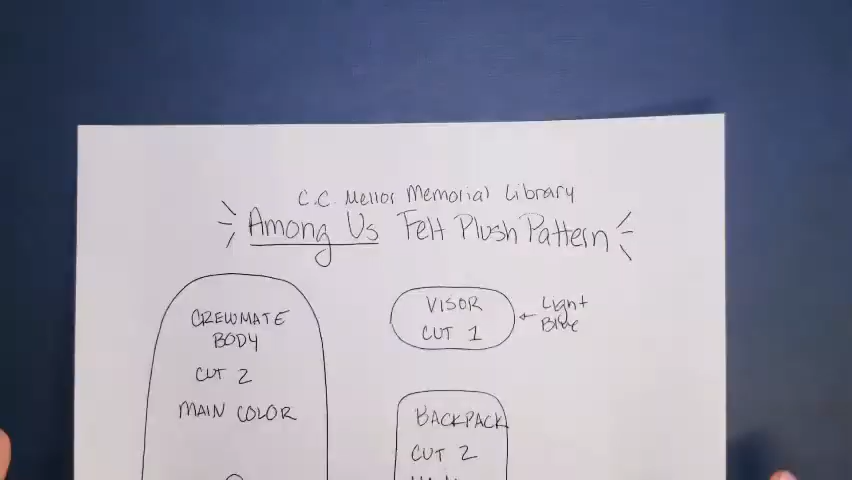 C.C. Mellor Memorial Library
Among Us Felt Plush Pattern
CREWMATE
BODY
CUT 2
MAIN COLOR
VISOR
CUT 1
Light
Blue
BACKPACK
CUT 2